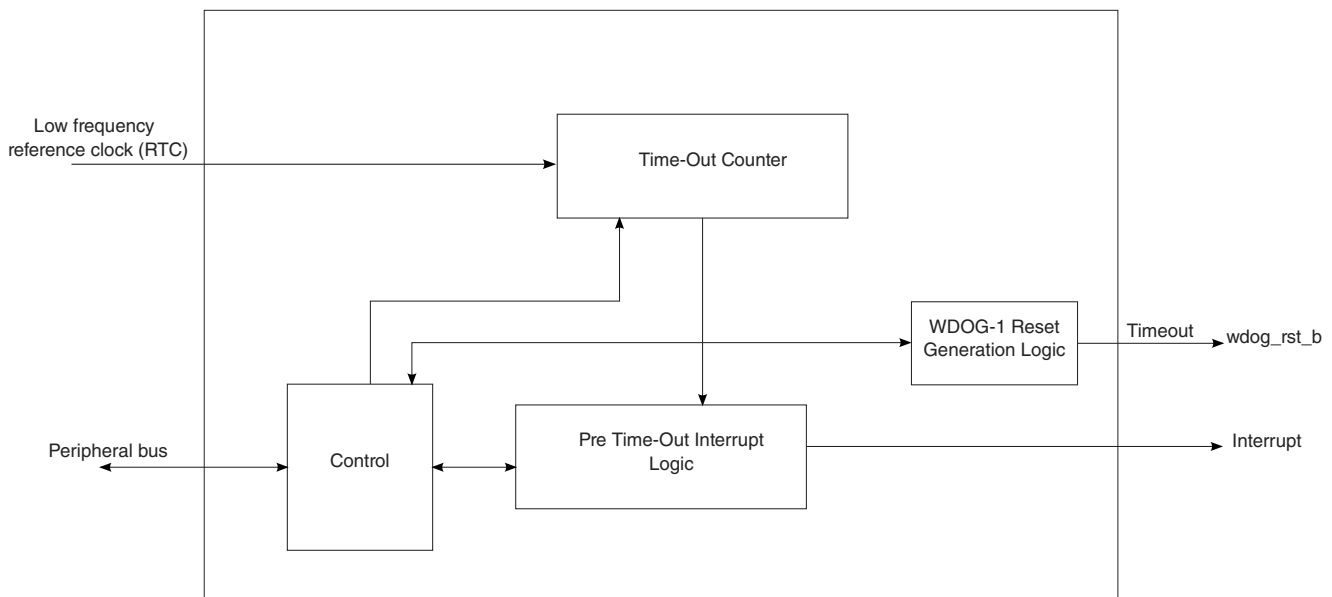 Low frequency
reference clock (RTC)
Time-Out Counter
WDOG-1 Reset
Generation Logic
Timeout
wdog_rst_b
Peripheral bus
Control
Pre Time-Out Interrupt
Logic
Interrupt